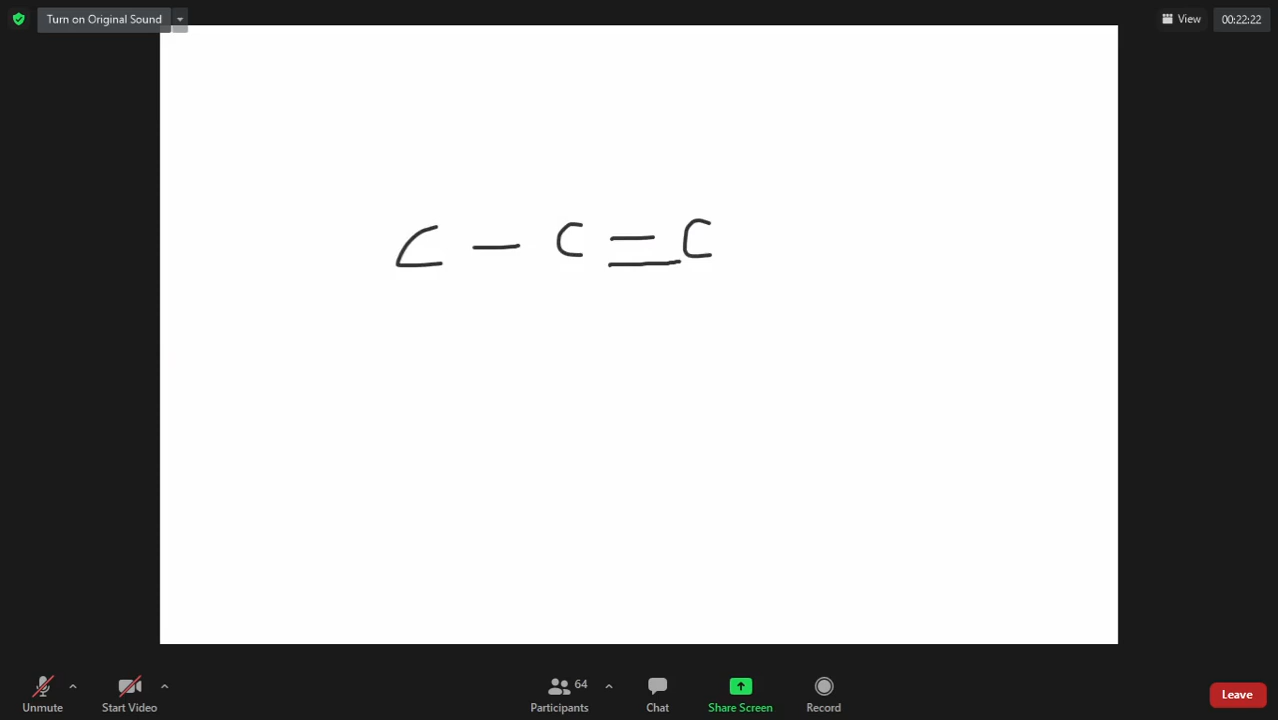 Turn on Original Sound
View
00:22:22
C - C = C
Unmute
Start Video
64
Participants
Chat
Share Screen
Record
Leave